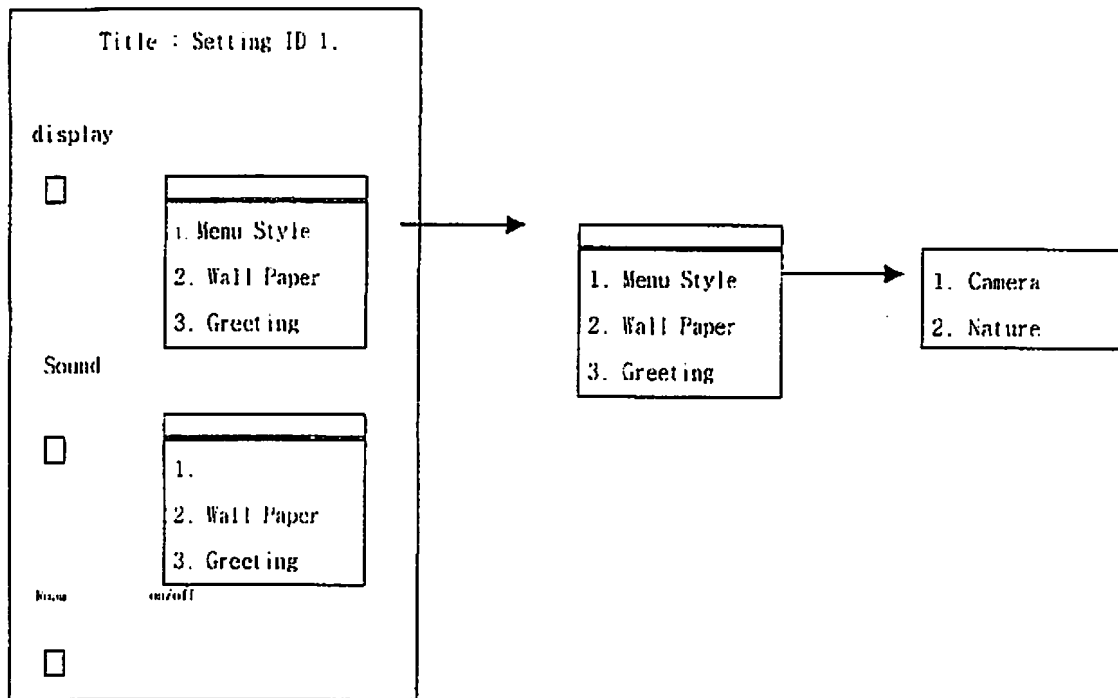 Title : Setting ID 1.
display
1. Menu Style
2. Wall Paper
3. Greeting
Sound
1.
2. Wall Paper
3. Greeting
on/off
1. Menu Style
2. Wall Paper
3. Greeting
1. Camera
2. Nature